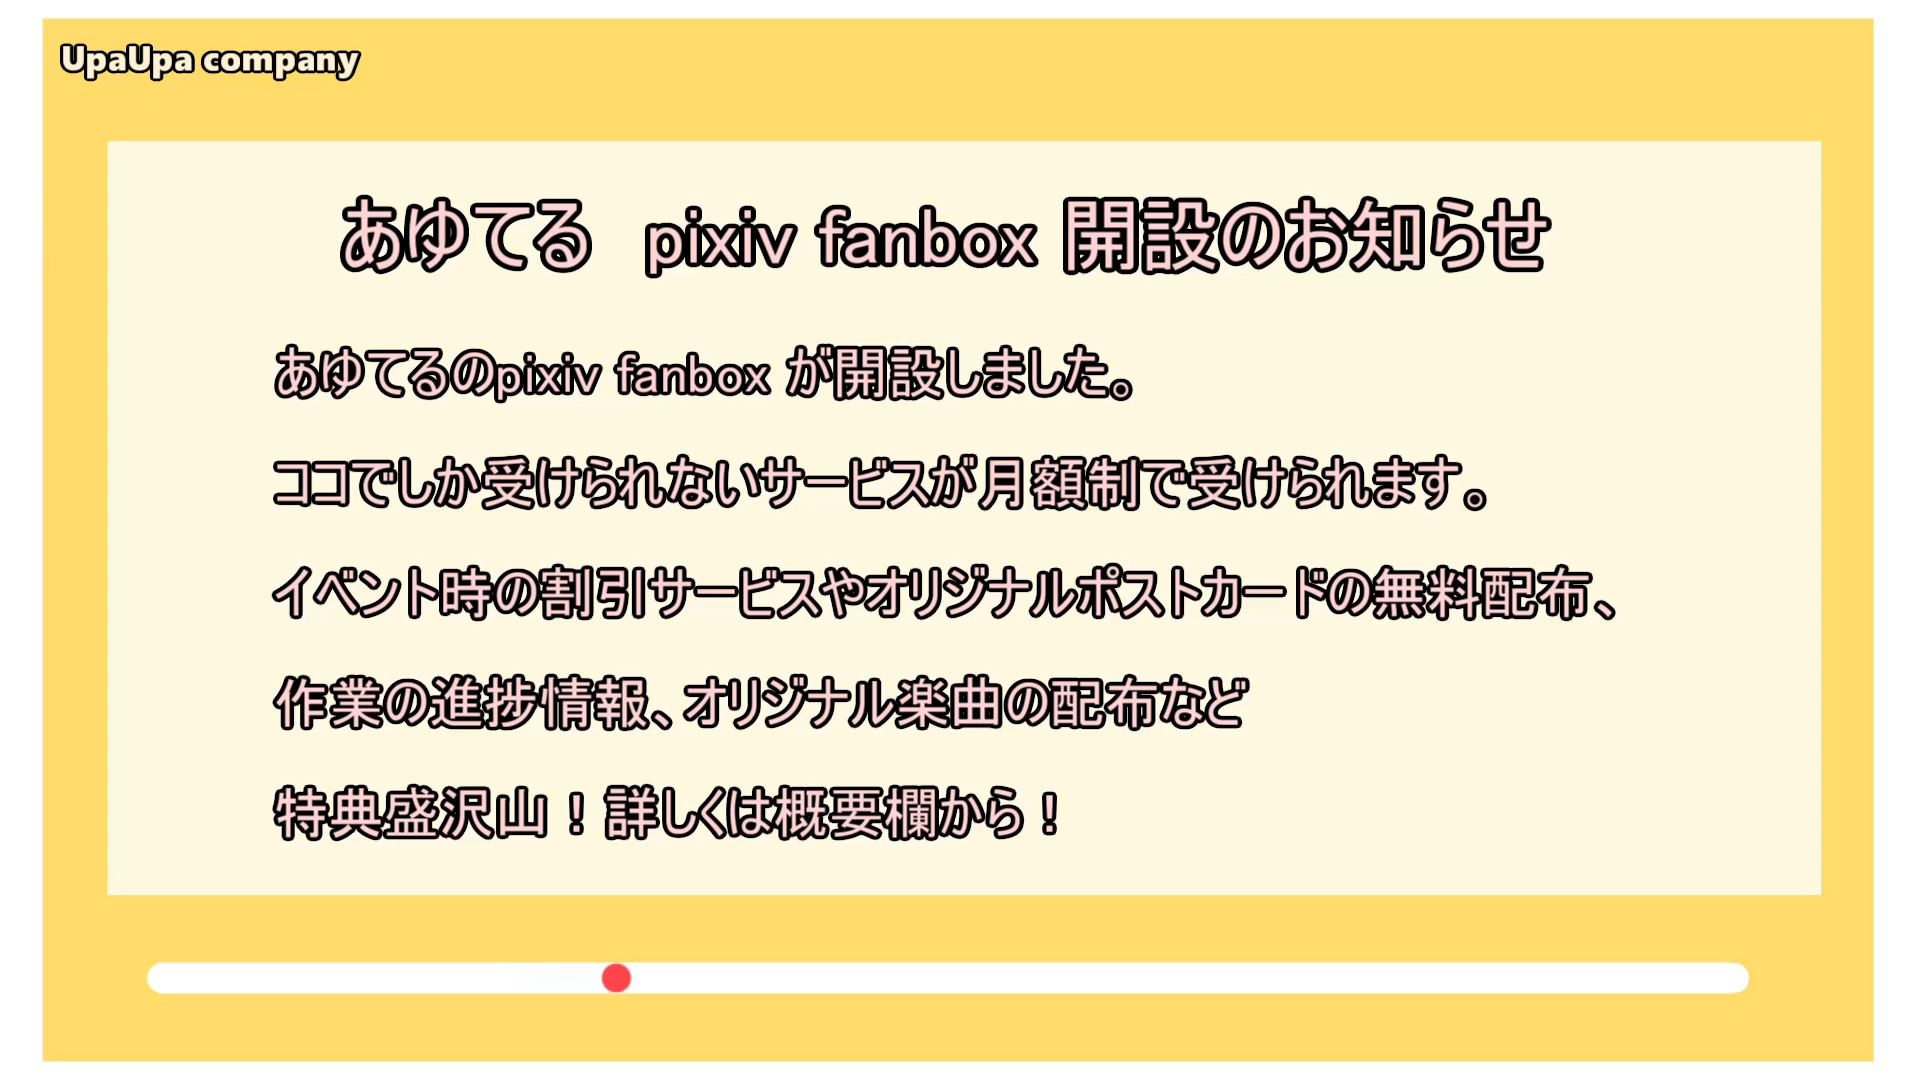 UpaUpa company
あゆてる pixiv fanbox 開設のお知らせ
あゆてるのpixiv fanbox が開設しました。
ココでしか受けられないサービスが月額制で受けられます。
イベント時の割引サービスやオリジナルポストカードの無料配布、
作業の進捗情報、オリジナル楽曲の配布など
特典盛沢山！詳しくは概要欄から！